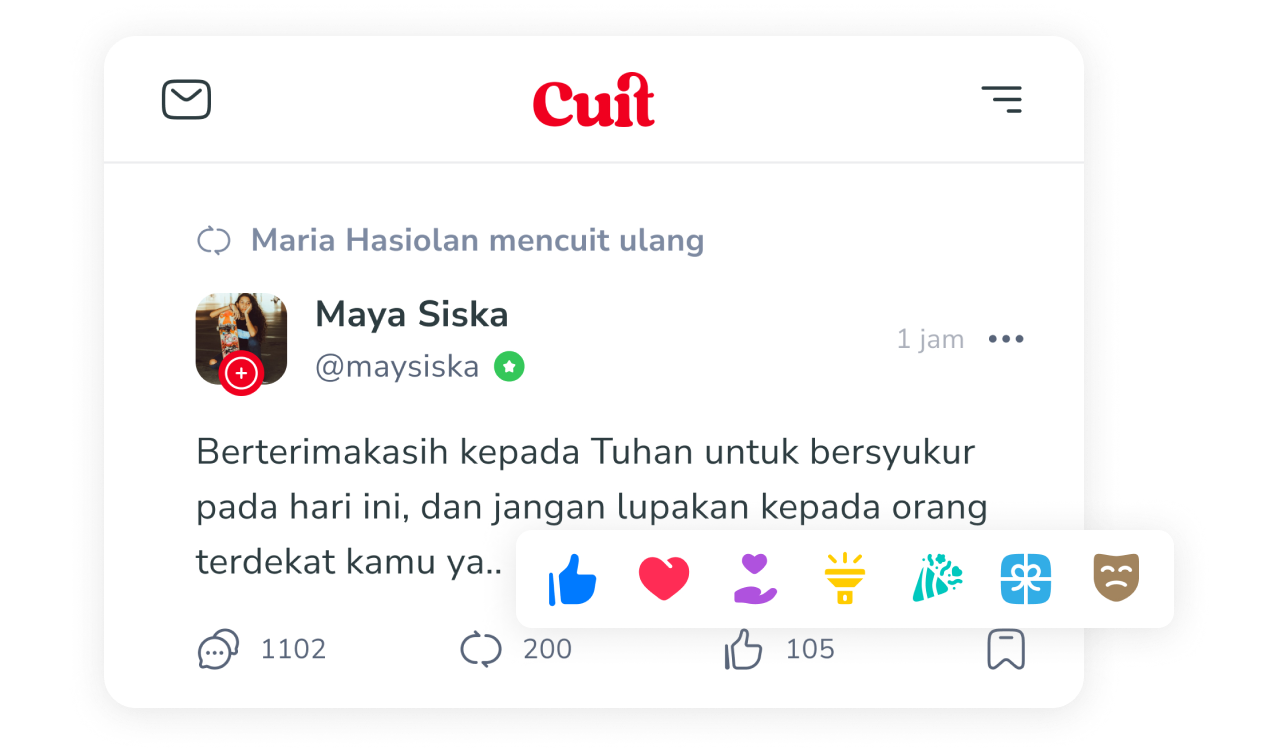 Cuit
Maria Hasiolan mencuit ulang
Maya Siska
@maysiska
1 jam
Berterimakasih kepada Tuhan untuk bersyukur
pada hari ini, dan jangan lupakan kepada orang
terdekat kamu ya..
1102
200
105